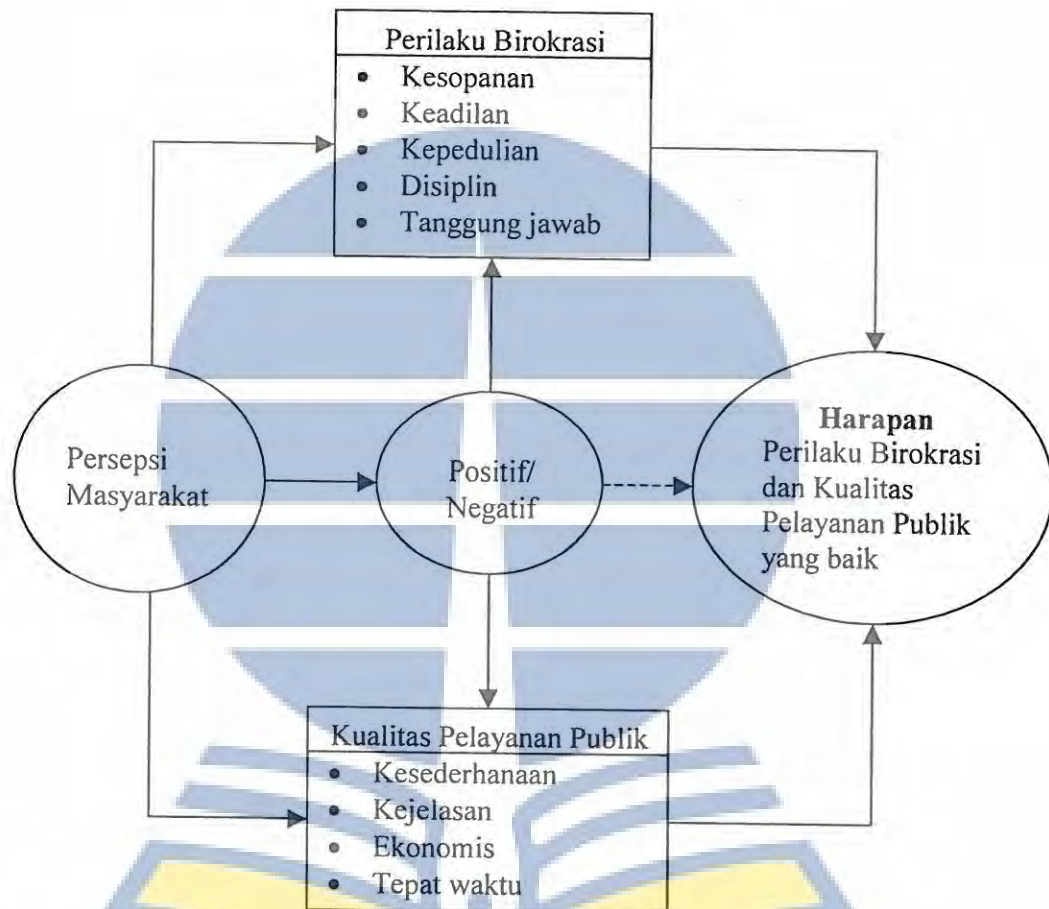 Perilaku Birokrasi
• Kesopanan
• Keadilan
• Kepedulian
• Disiplin
• Tanggung jawab
Persepsi
Masyarakat
Positif/
Negatif
Harapan
Perilaku Birokrasi
dan Kualitas
Pelayanan Publik
yang baik
Kualitas Pelayanan Publik
• Kesederhanaan
• Kejelasan
• Ekonomis
• Tepat waktu